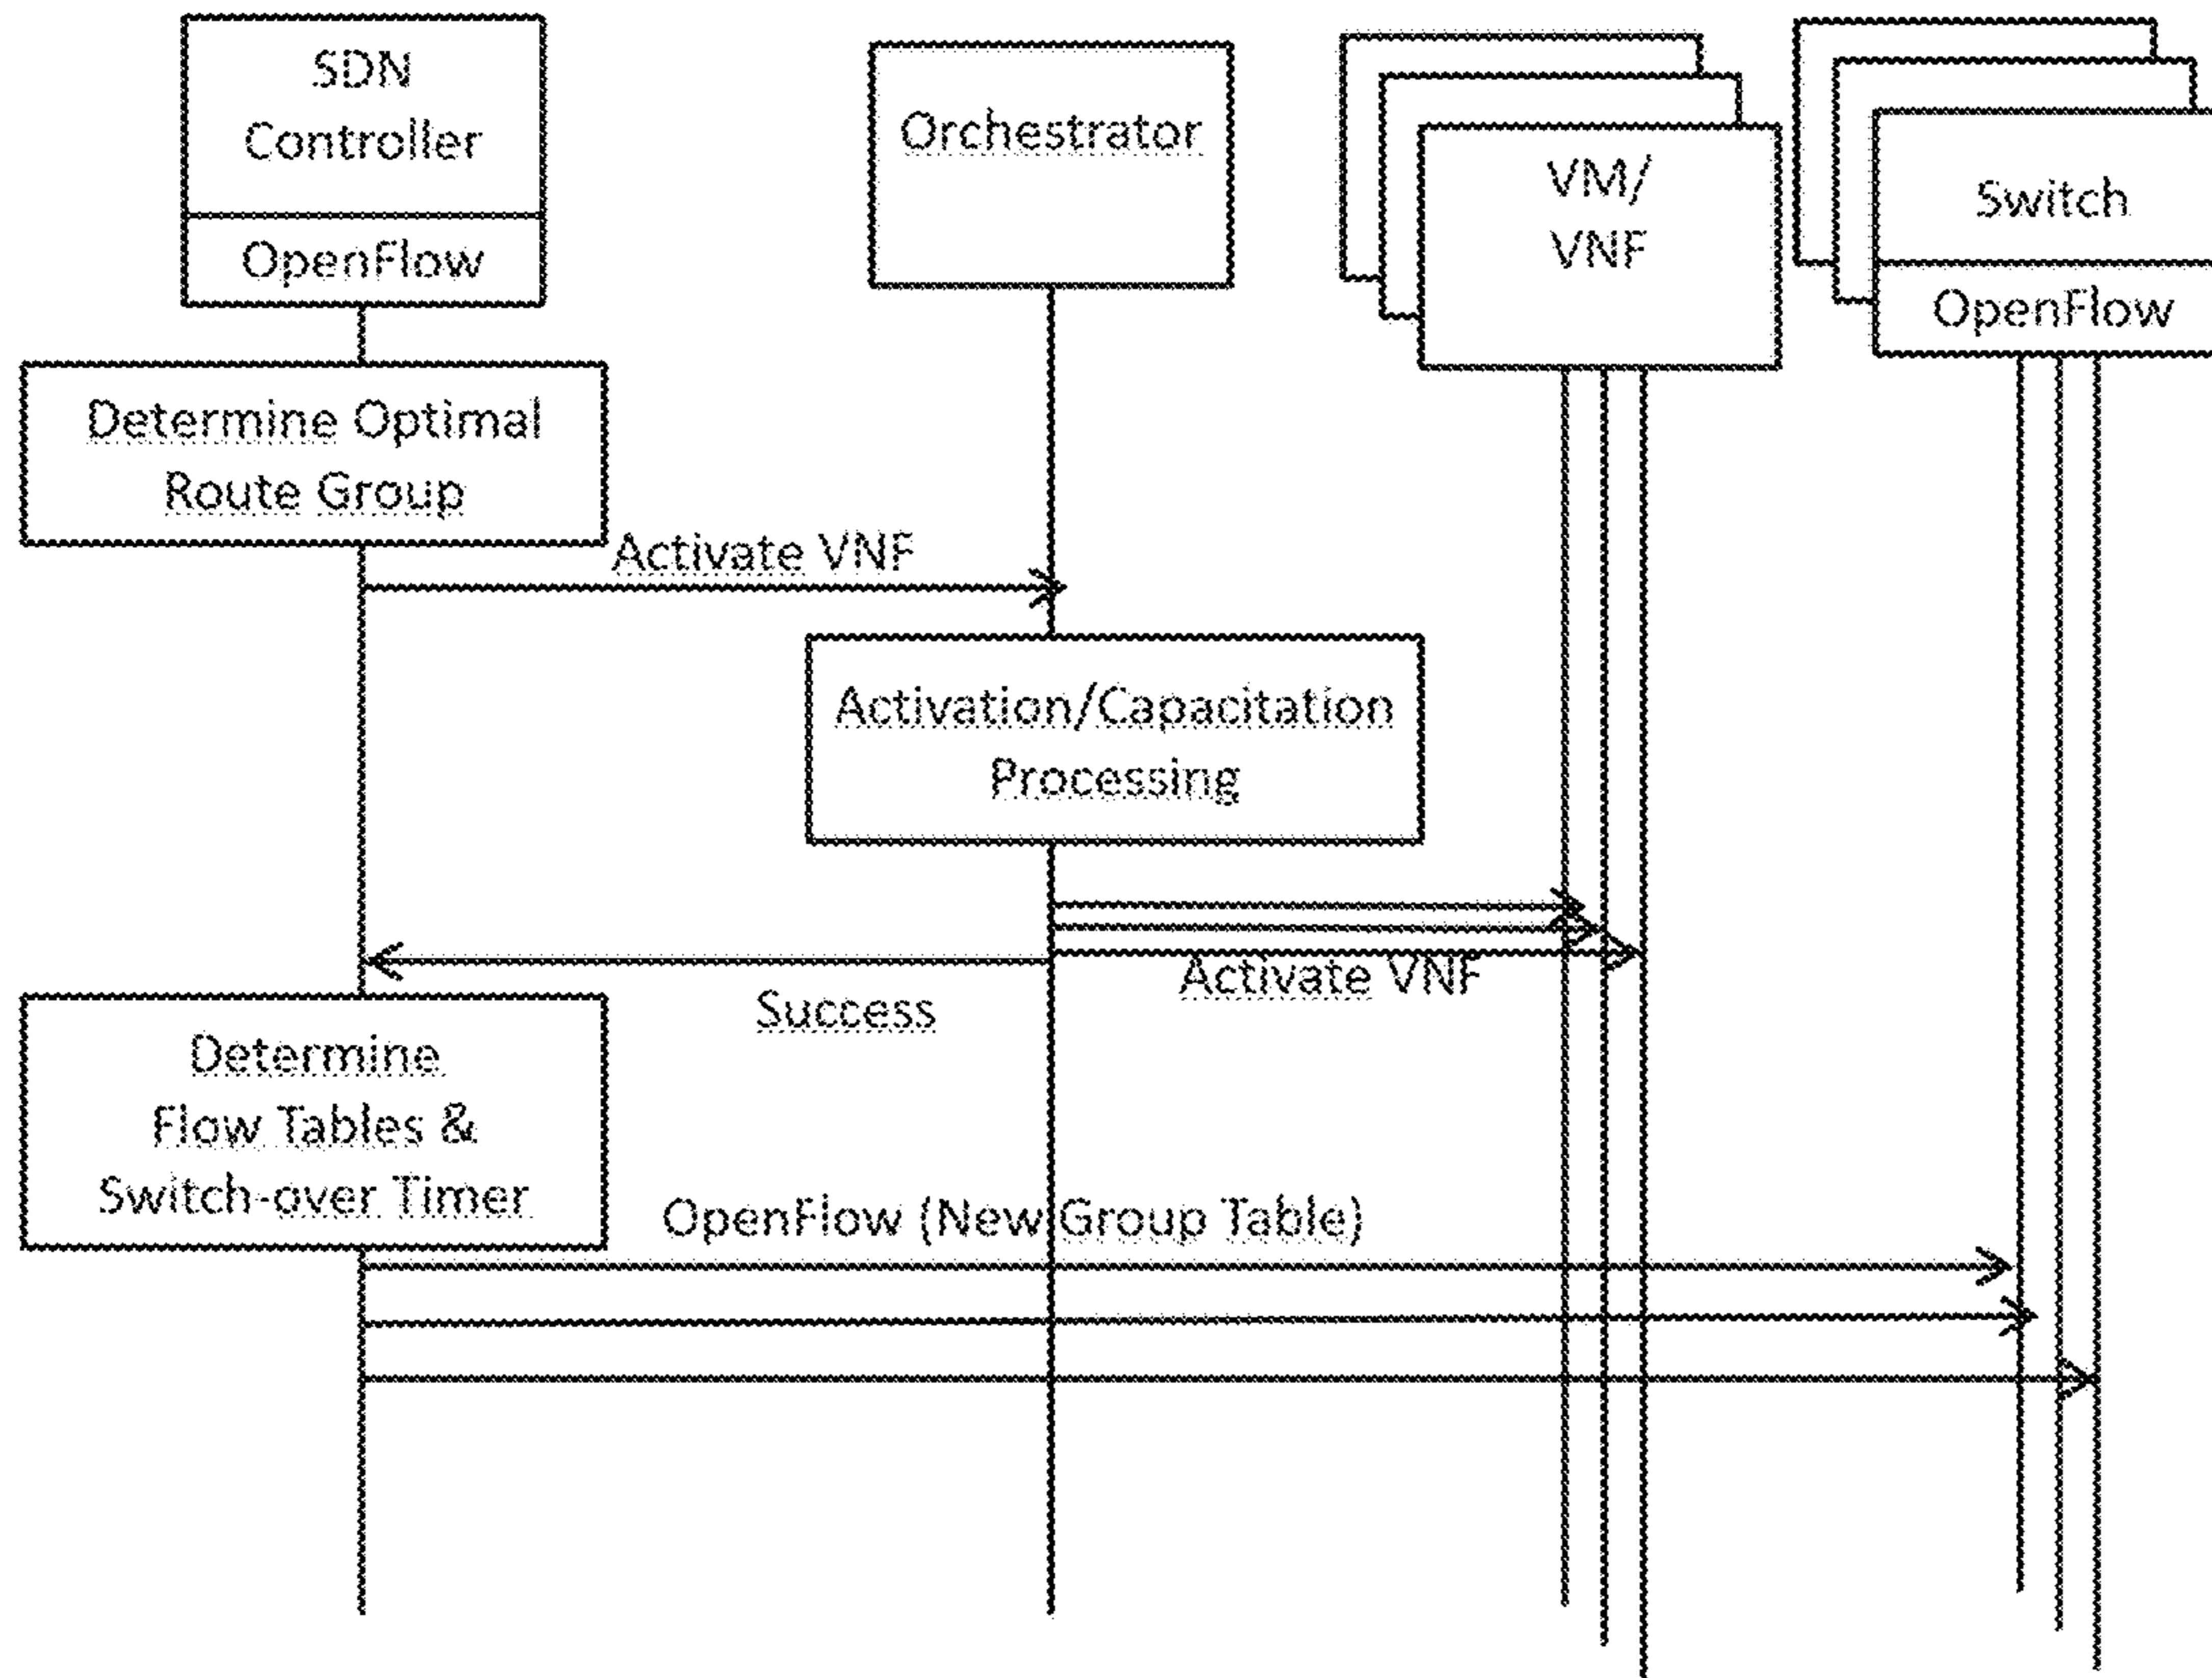 SDN
Controller
OpenFlow
Orchestrator
VM/
VNF
Switch
OpenFlow
Determine Optimal
Route Group
Activate VNF
Activation/Capacitation
Processing
Activate VNF
Success
Determine
Flow Tables &
Switch-over Timer
OpenFlow (New Group Table)